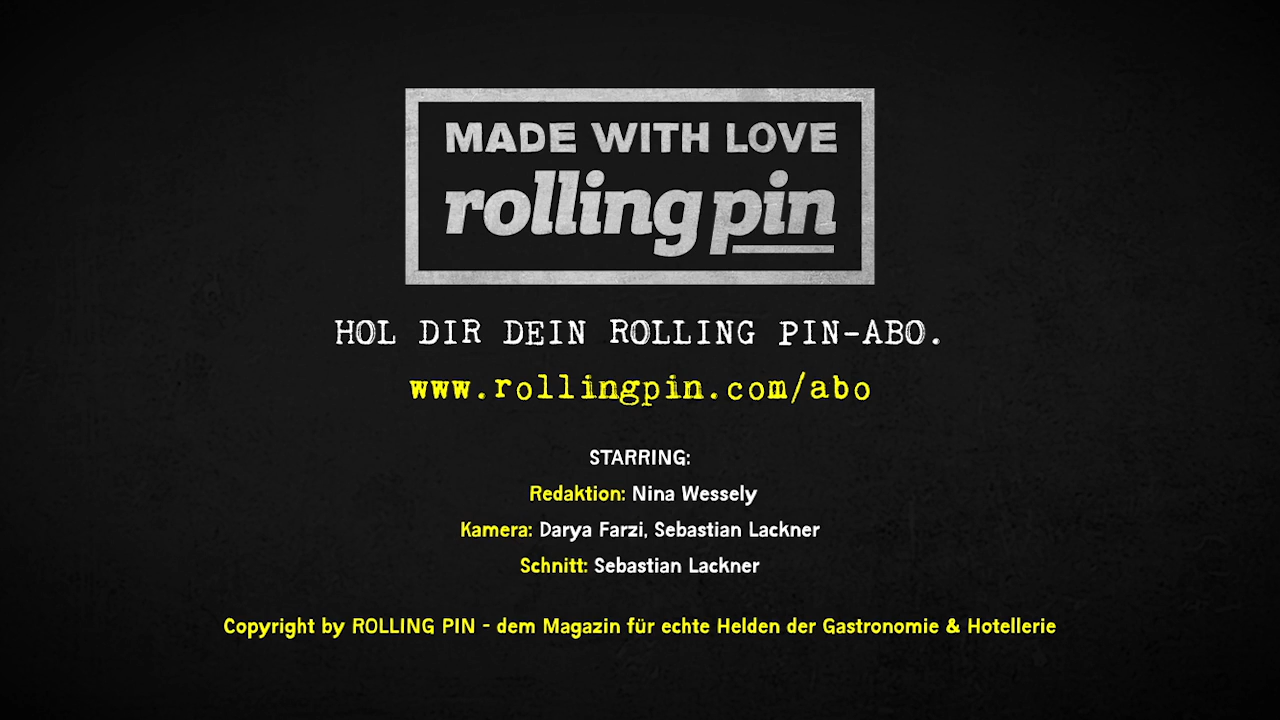 MADE WITH LOVE
rolling pin
HOL DIR DEIN ROLLING PIN-ABO.
www.rollingpin.com/abo
STARRING:
Redaktion: Nina Wessely
Kamera: Darya Farzi, Sebastian Lackner
Schnitt: Sebastian Lackner
Copyright by ROLLING PIN - dem Magazin für echte Helden der Gastronomie & Hotellerie